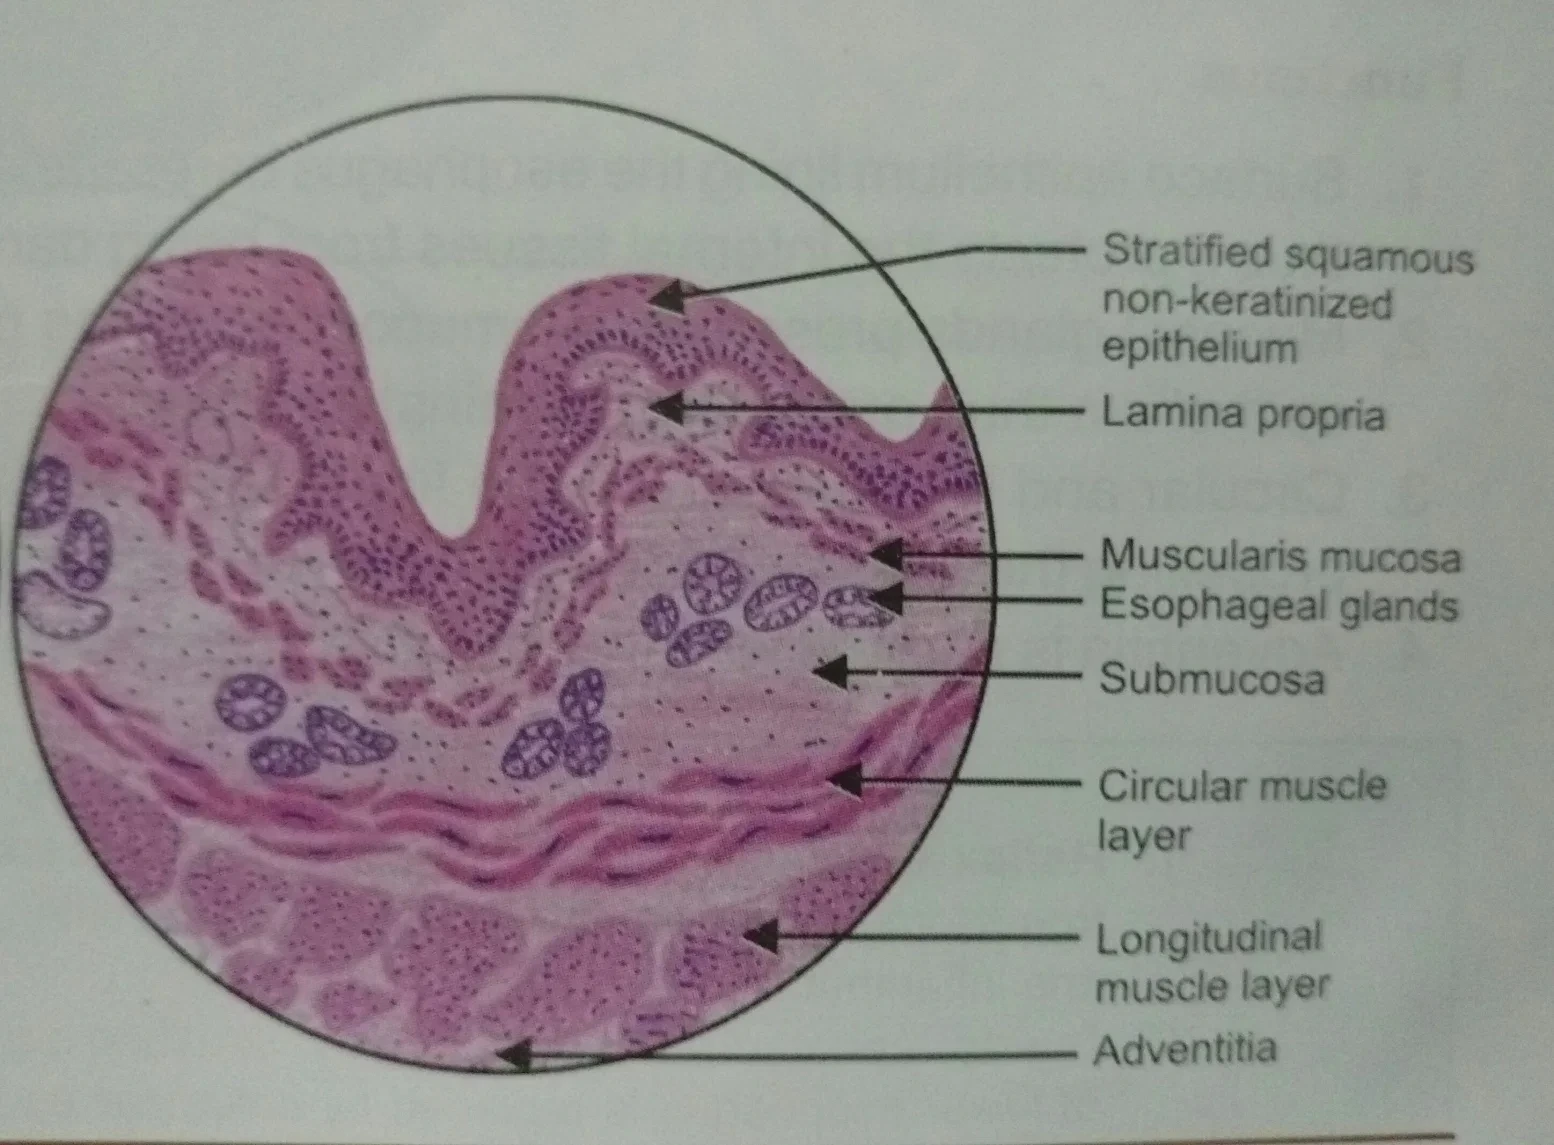 Stratified squamous
non-keratinized
epithelium
Lamina propria
Muscularis mucosa
Esophageal glands
Submucosa
Circular muscle
layer
Longitudinal
muscle layer
Adventitia